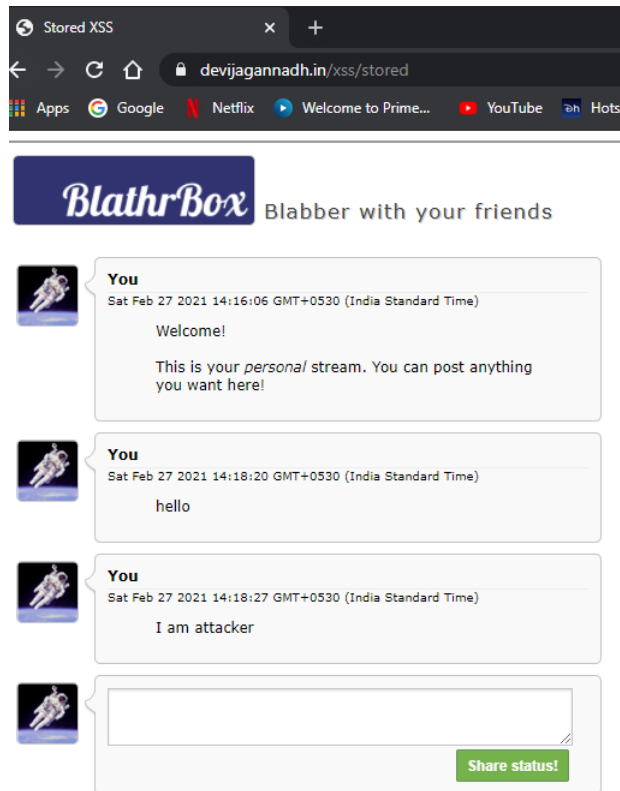 Stored XSS
devijagannadh.in/xss/stored
Apps Google Netflix Welcome to Prime... YouTube Hots
BlathrBox Blabber with your friends
You
Sat Feb 27 2021 14:16:06 GMT+0530 (India Standard Time)
Welcome!
This is your personal stream. You can post anything
you want here!
You
Sat Feb 27 2021 14:18:20 GMT+0530 (India Standard Time)
hello
You
Sat Feb 27 2021 14:18:27 GMT+0530 (India Standard Time)
I am attacker
Share status!